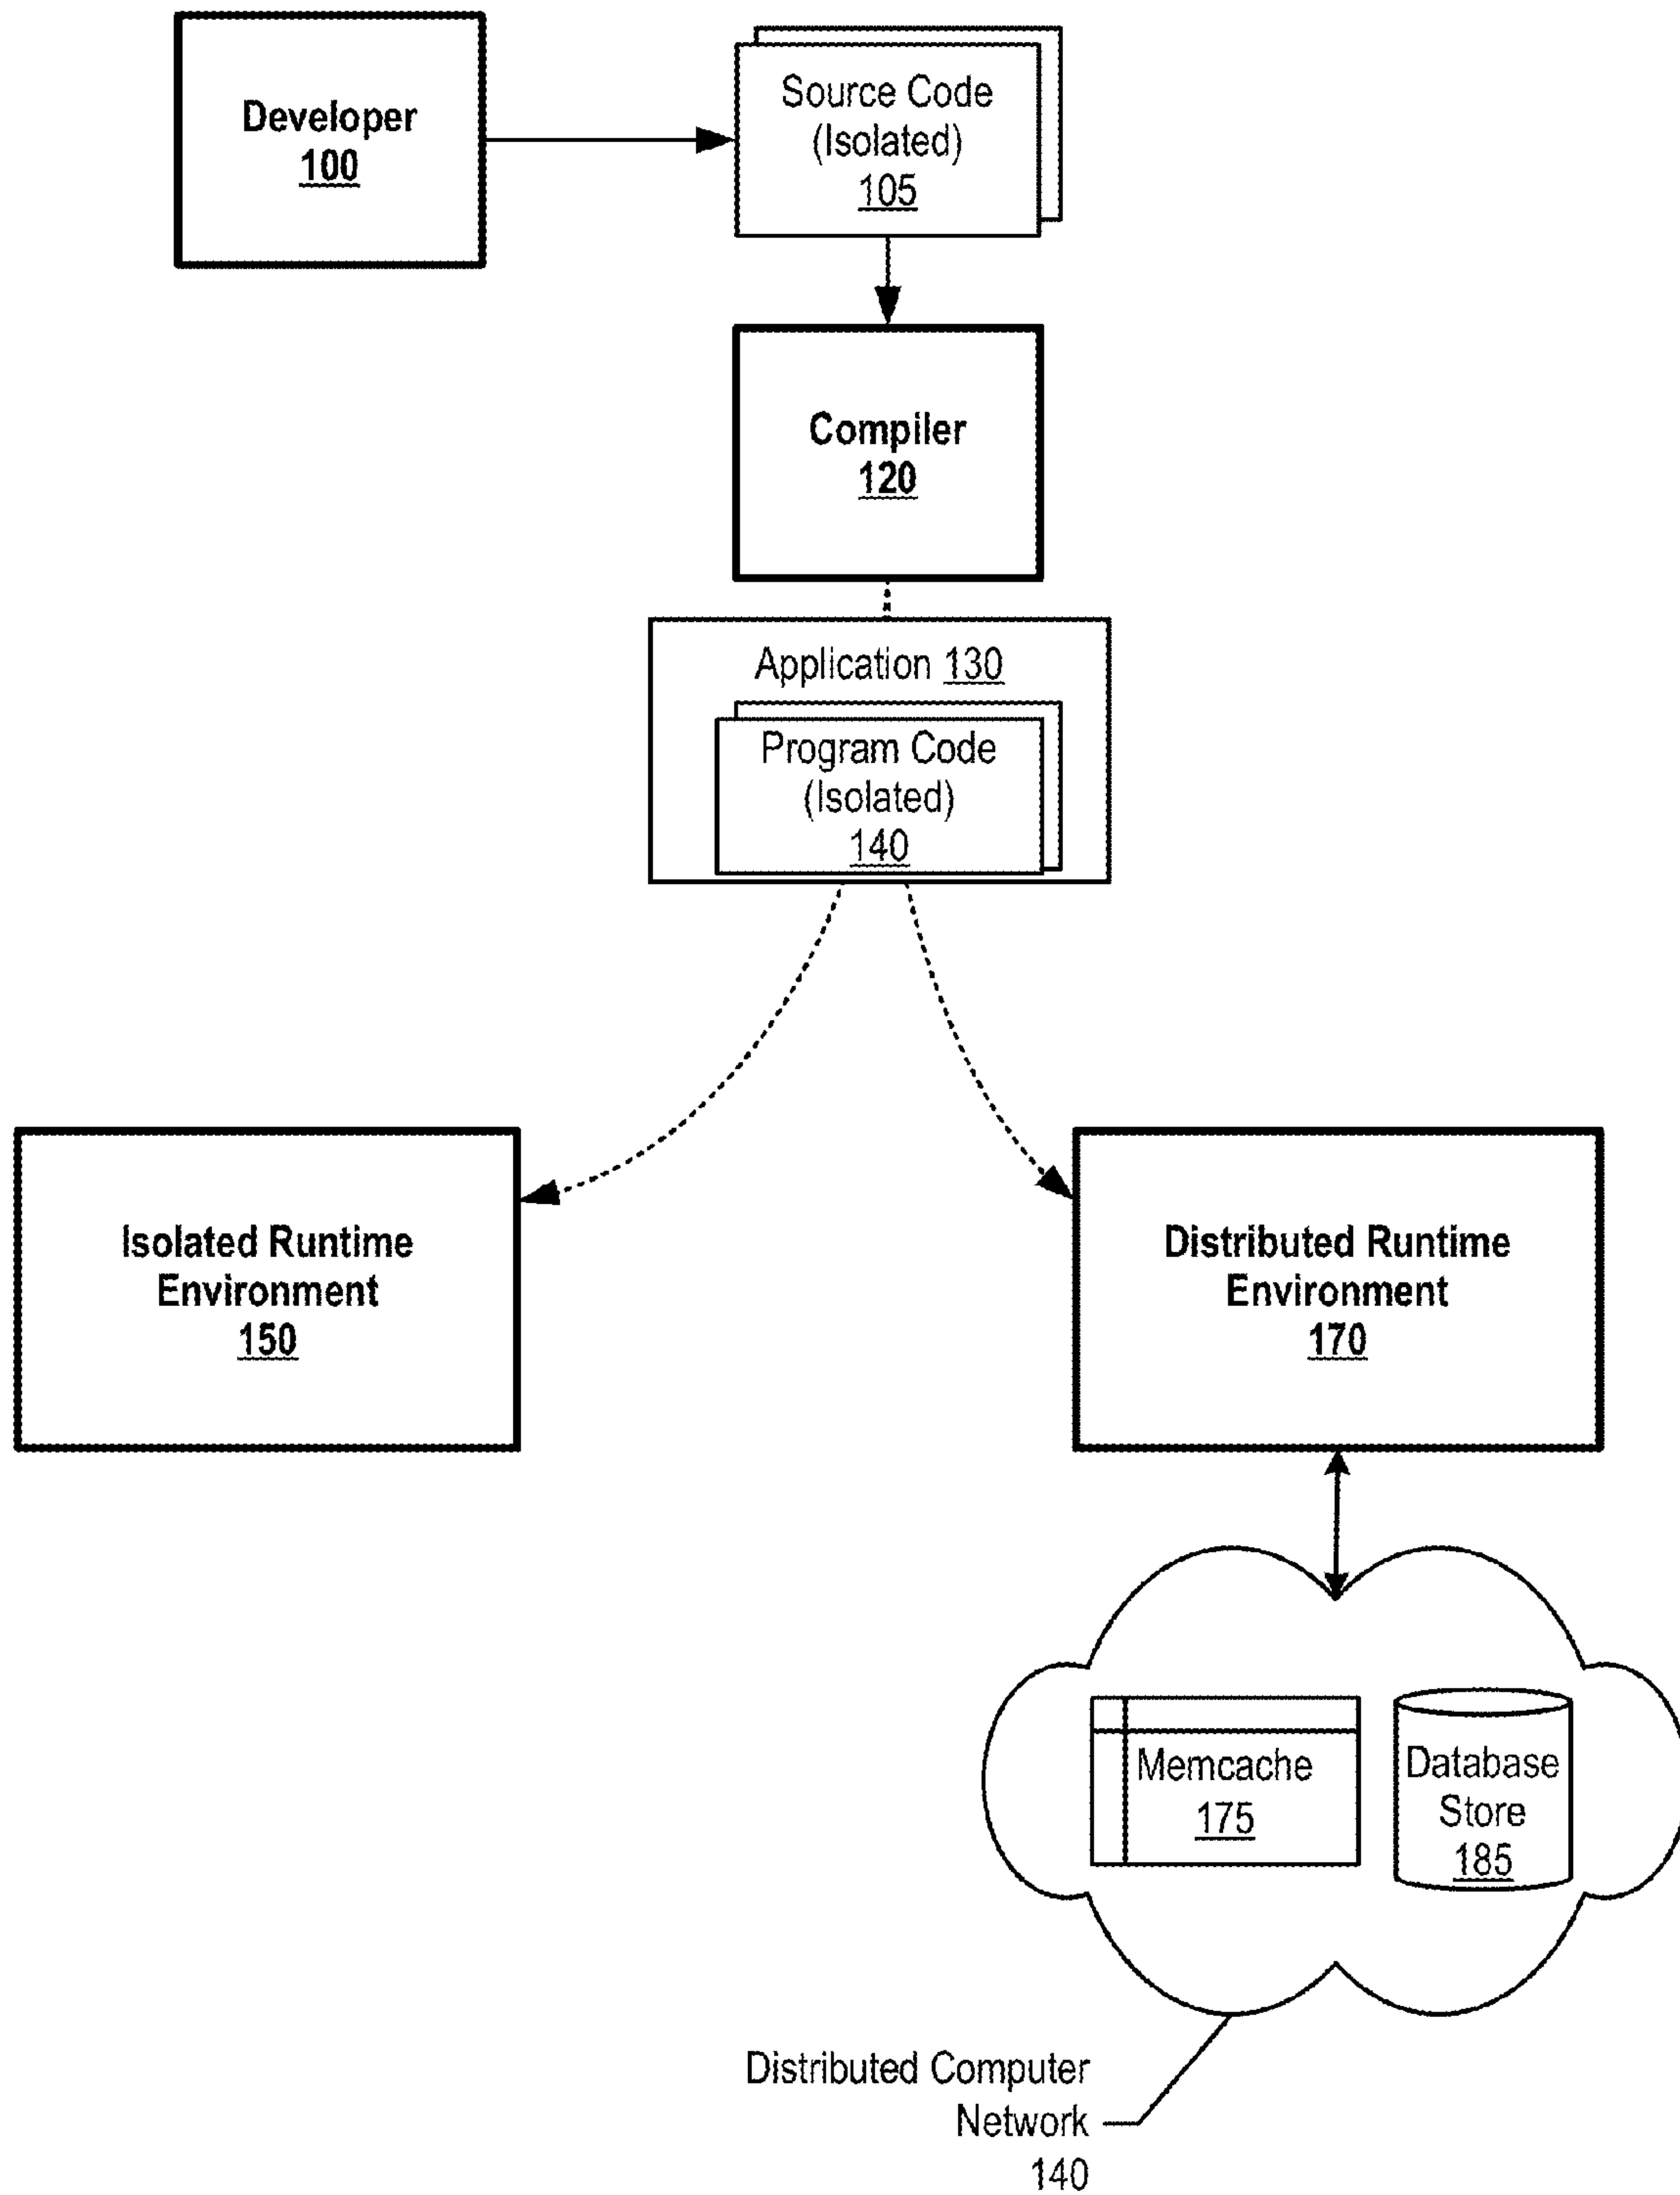 Developer
100
Source Code
(Isolated)
105
Compiler
120
Application 130
Program Code
(Isolated)
140
Isolated Runtime
Environment
150
Distributed Runtime
Environment
170
Memcache
175
Database
Store
185
Distributed Computer
Network
140